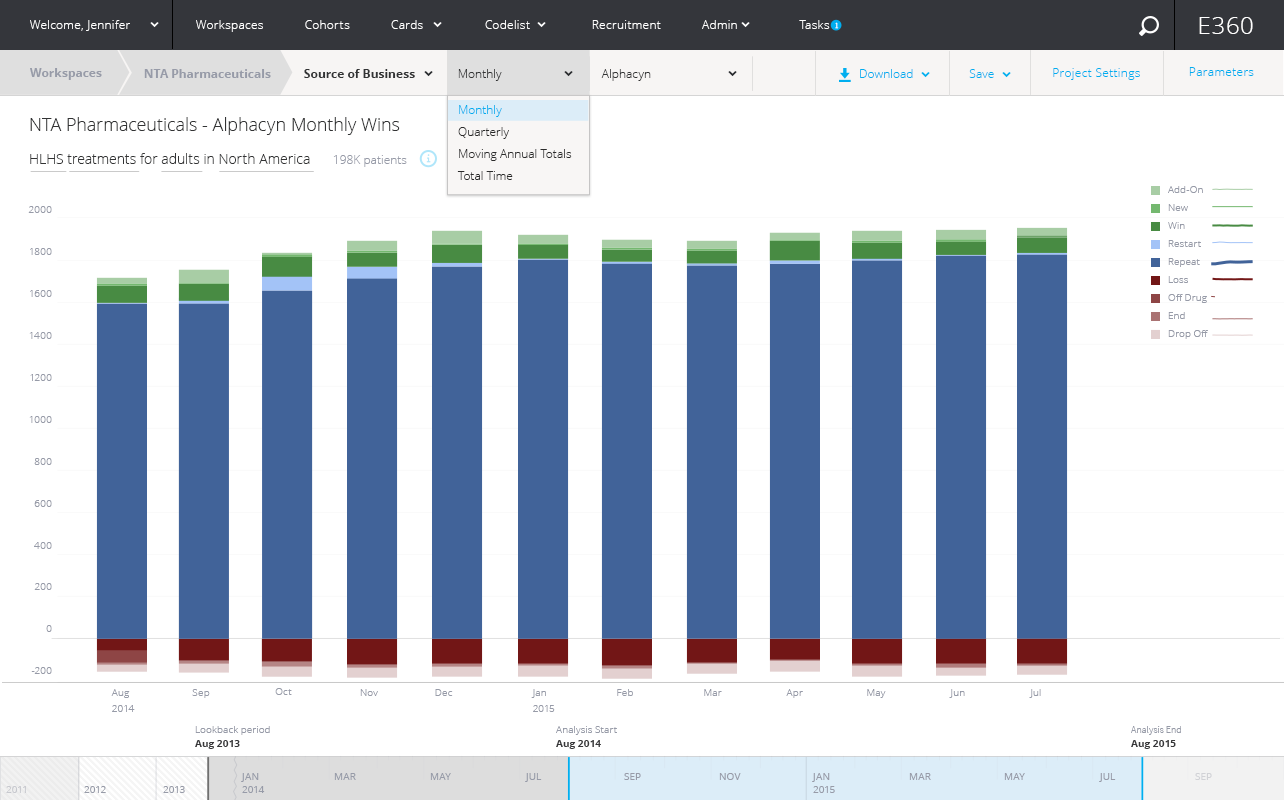 Welcome, Jennifer Workspaces Cohorts Cards Codelist Recruitment Admin Tasks E360
Workspaces NTA Pharmaceuticals Source of Business Monthly Alphacyn Download Save Project Settings Parameters
Monthly
Quarterly
Moving Annual Totals
Total Time
NTA Pharmaceuticals - Alphacyn Monthly Wins
HLHS treatments for adults in North America 198K patients
Add-On
New
Win
Restart
Repeat
Loss
Off Drug
End
Drop Off
2000
1800
1600
1400
1200
1000
800
600
400
200
0
-200
Aug Sep Oct Nov Dec Jan Feb Mar Apr May Jun Jul
2014 2015
Lookback period Analysis Start Analysis End
Aug 2013 Aug 2014 Aug 2015
JAN MAR MAY JUL SEP NOV JAN MAR MAY JUL SEP
2011 2012 2013 2014 2015